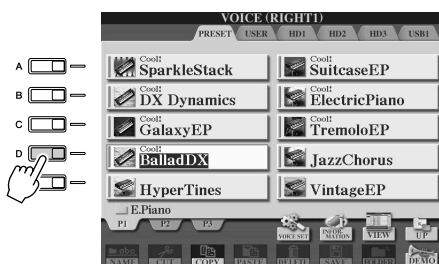 VOICE (RIGHT1)
PRESET USER HD1 HD2 HD3 USB1
A
Cool!
SparkleStack
Cool!
SuitcaseEP
B
Cool!
DX Dynamics
Cool!
ElectricPiano
C
Cool!
GalaxyEP
Cool!
TremoloEP
D
Cool!
BalladDX
JazzChorus
HyperTines
VintageEP
E.Piano
P1 P2 P3
VOICE SET
INFOR-
MATION
VIEW
UP
NAME CUT COPY PASTE DELETE SAVE FOLDER DEMO